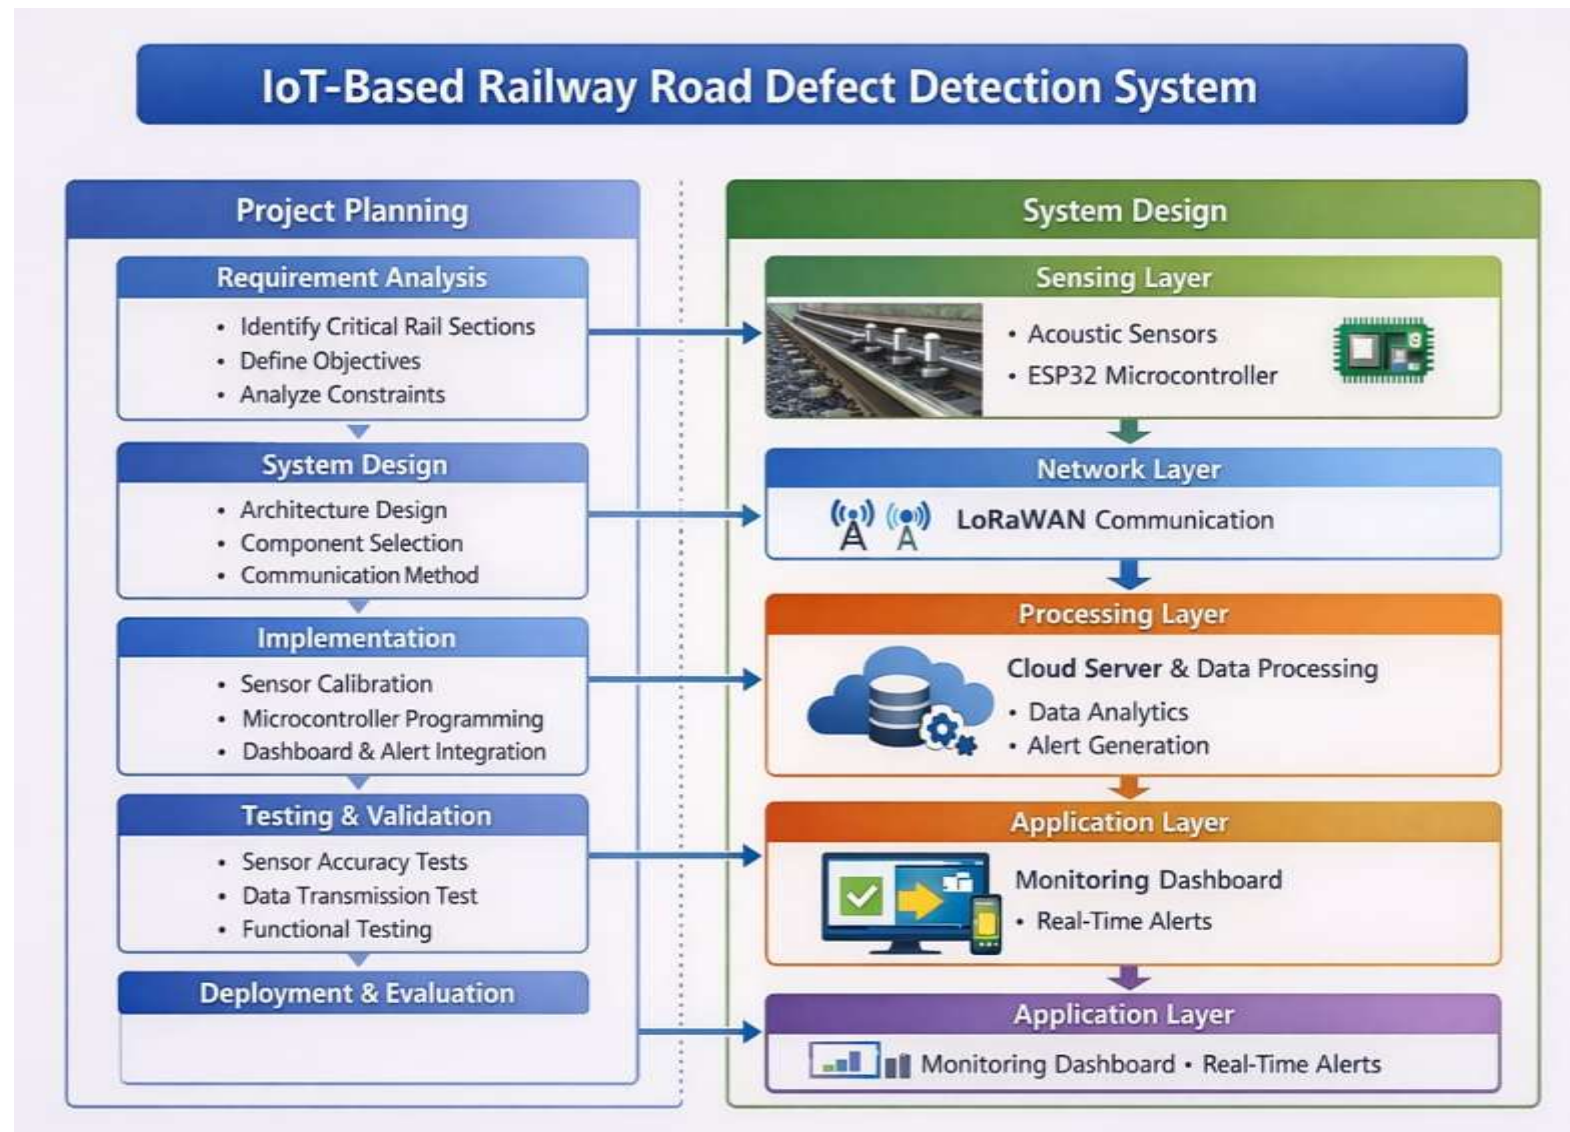 IoT-Based Railway Road Defect Detection System
Project Planning
Requirement Analysis
• Identify Critical Rail Sections
• Define Objectives
• Analyze Constraints
System Design
• Architecture Design
• Component Selection
• Communication Method
Implementation
• Sensor Calibration
• Microcontroller Programming
• Dashboard & Alert Integration
Testing & Validation
• Sensor Accuracy Tests
• Data Transmission Test
• Functional Testing
Deployment & Evaluation
System Design
Sensing Layer
• Acoustic Sensors
• ESP32 Microcontroller
Network Layer
LoRaWAN Communication
Processing Layer
Cloud Server & Data Processing
• Data Analytics
• Alert Generation
Application Layer
Monitoring Dashboard
• Real-Time Alerts
Application Layer
Monitoring Dashboard • Real-Time Alerts